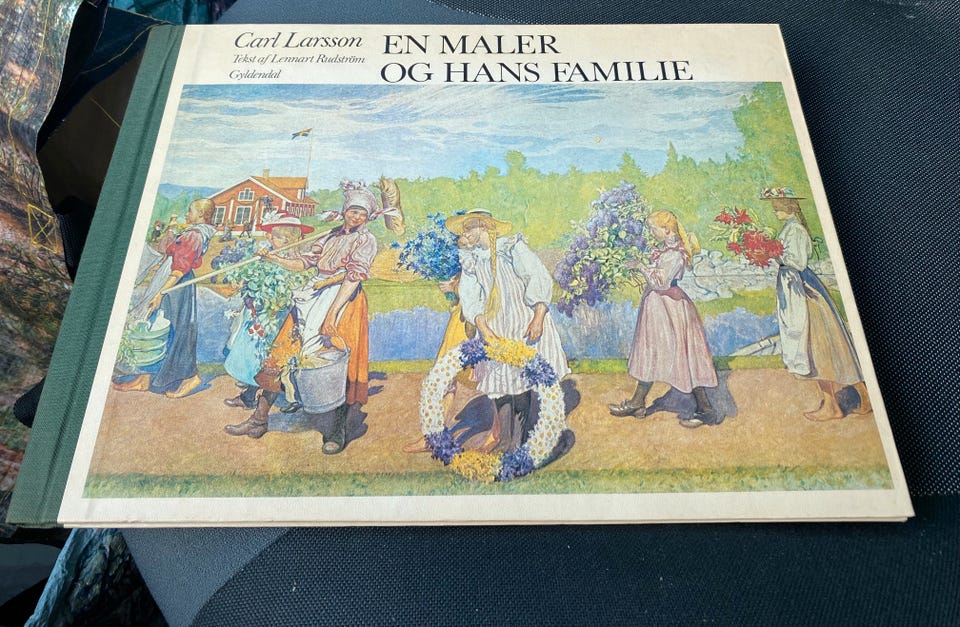 Carl Larsson
Tekst af Lennart Rudström
Gyldendal
EN MALER
OG HANS FAMILIE